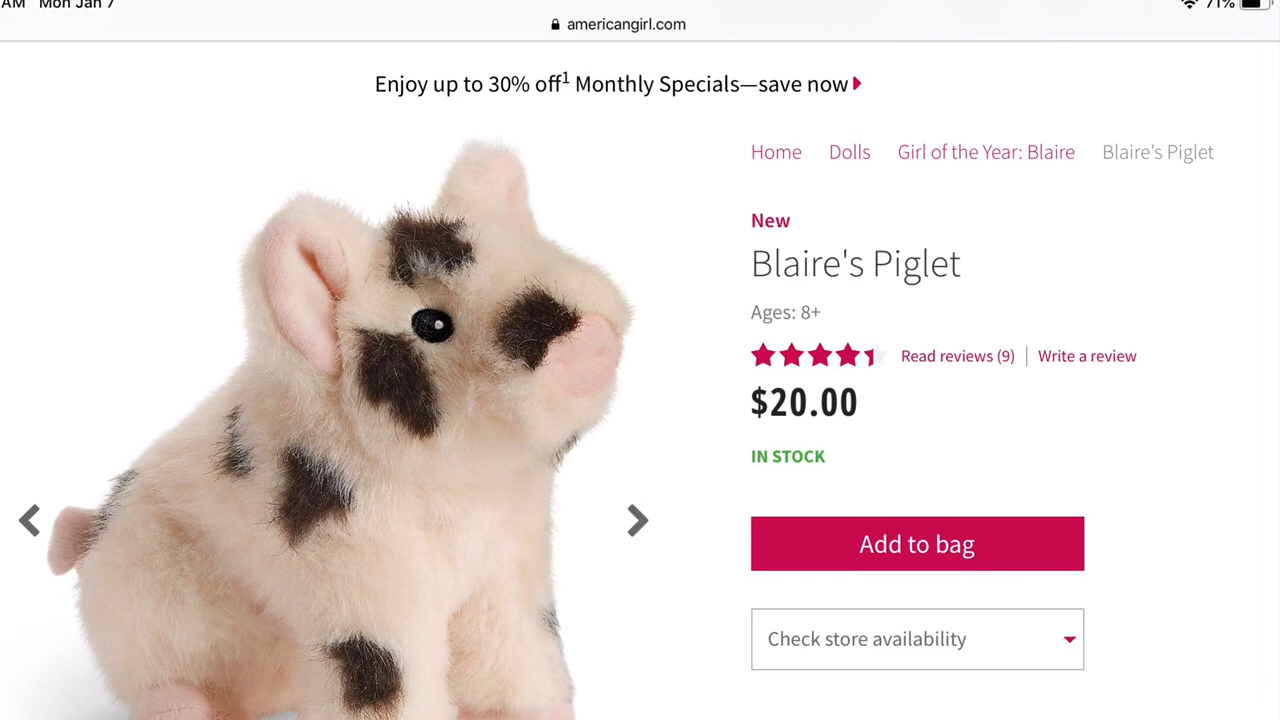 AM Mon Jan 7
71%
americangirl.com
Enjoy up to 30% off1 Monthly Specials—save now
Home Dolls Girl of the Year: Blaire Blaire's Piglet
New
Blaire's Piglet
Ages: 8+
Read reviews (9) | Write a review
$20.00
IN STOCK
Add to bag
Check store availability